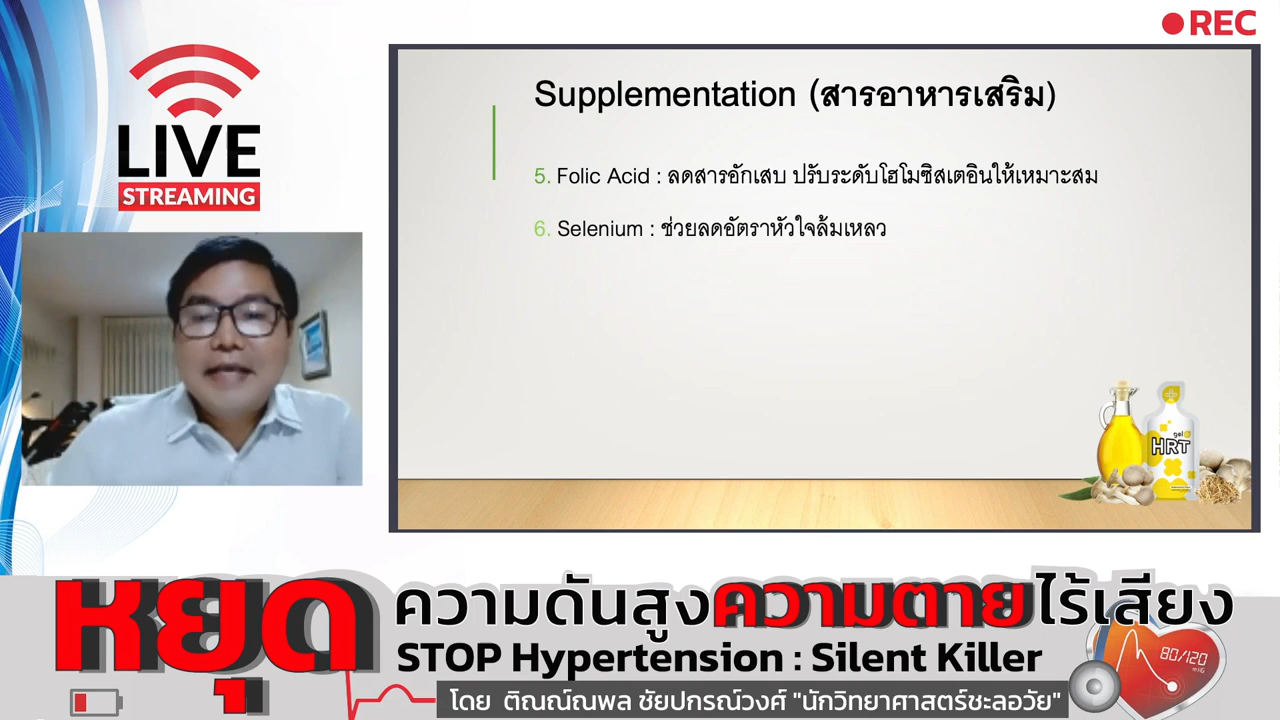 REC
LIVE
STREAMING
Supplementation (สารอาหารเสริม)
5. Folic Acid : ลดสารอักเสบ ปรับระดับโฮโมซิสเตอินให้เหมาะสม
6. Selenium : ช่วยลดอัตราหัวใจล้มเหลว
gel
HRT
หยุด ความดันสูงความตายไร้เสียง
STOP Hypertension : Silent Killer
80/120
โดย ติณณ์ณพล ชัยปกรณ์วงศ์ "นักวิทยาศาสตร์ชะลอวัย"